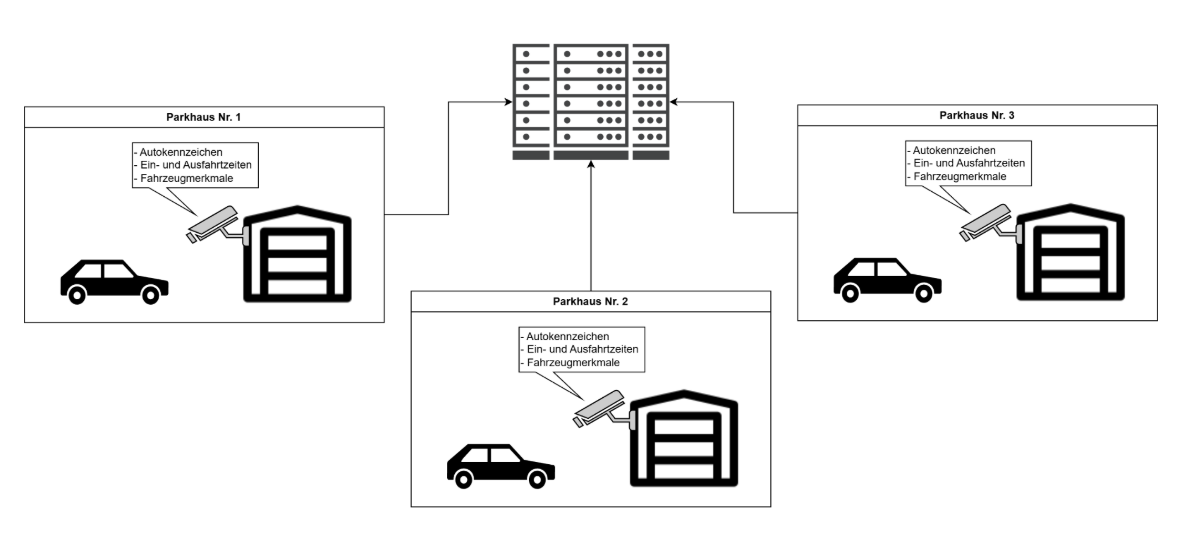 Parkhaus Nr. 1
- Autokennzeichen
- Ein- und Ausfahrtzeiten
- Fahrzeugmerkmale
Parkhaus Nr. 2
- Autokennzeichen
- Ein- und Ausfahrtzeiten
- Fahrzeugmerkmale
Parkhaus Nr. 3
- Autokennzeichen
- Ein- und Ausfahrtzeiten
- Fahrzeugmerkmale